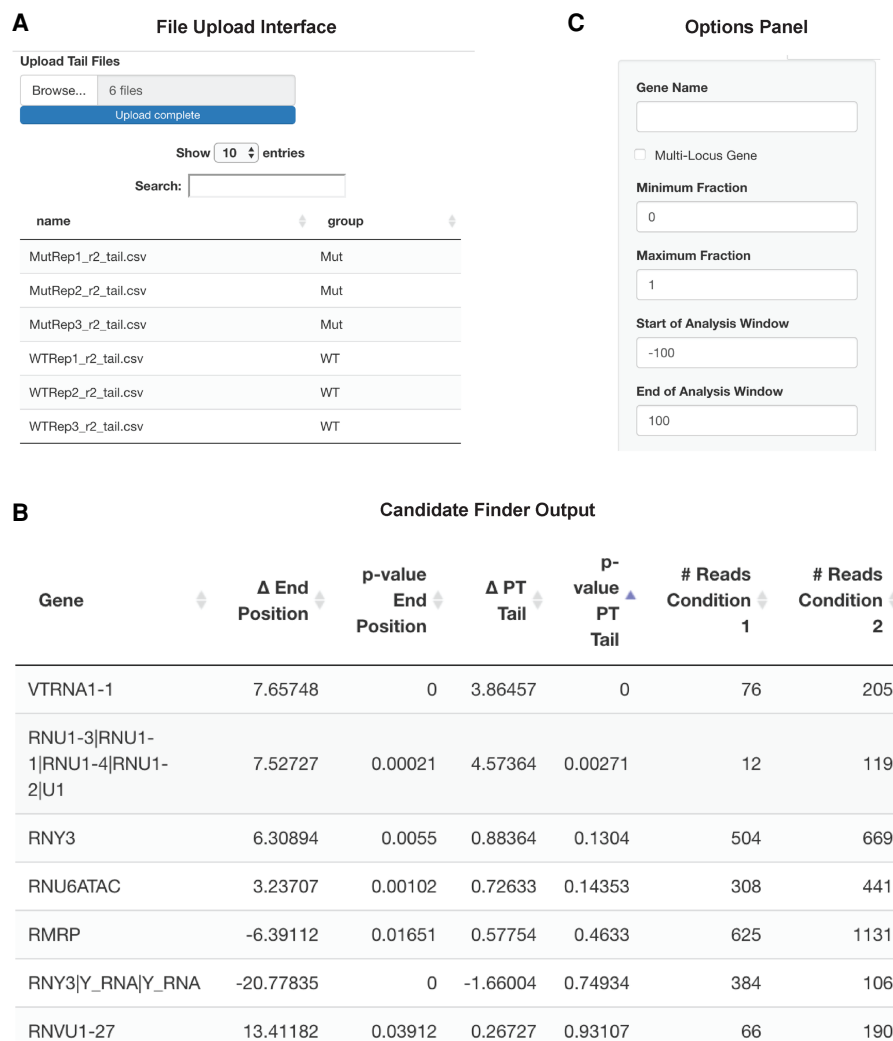 A
File Upload Interface
Upload Tail Files
Browse... 6 files
Upload complete
Show 10 entries
Search:
name group
MutRep1_r2_tail.csv Mut
MutRep2_r2_tail.csv Mut
MutRep3_r2_tail.csv Mut
WTRep1_r2_tail.csv WT
WTRep2_r2_tail.csv WT
WTRep3_r2_tail.csv WT
C
Options Panel
Gene Name
Multi-Locus Gene
Minimum Fraction
0
Maximum Fraction
1
Start of Analysis Window
-100
End of Analysis Window
100
B
Candidate Finder Output
Gene
Δ End
Position
p-value
End
Position
Δ PT
Tail
p-
value
PT
Tail
# Reads
Condition
1
# Reads
Condition
2
VTRNA1-1 7.65748 0 3.86457 0 76 205
RNU1-3|RNU1-
1|RNU1-4|RNU1- 7.52727 0.00021 4.57364 0.00271 12 119
2|U1
RNY3 6.30894 0.0055 0.88364 0.1304 504 669
RNU6ATAC 3.23707 0.00102 0.72633 0.14353 308 441
RMRP -6.39112 0.01651 0.57754 0.4633 625 1131
RNY3|Y_RNA|Y_RNA -20.77835 0 -1.66004 0.74934 384 106
RNVU1-27 13.41182 0.03912 0.26727 0.93107 66 190